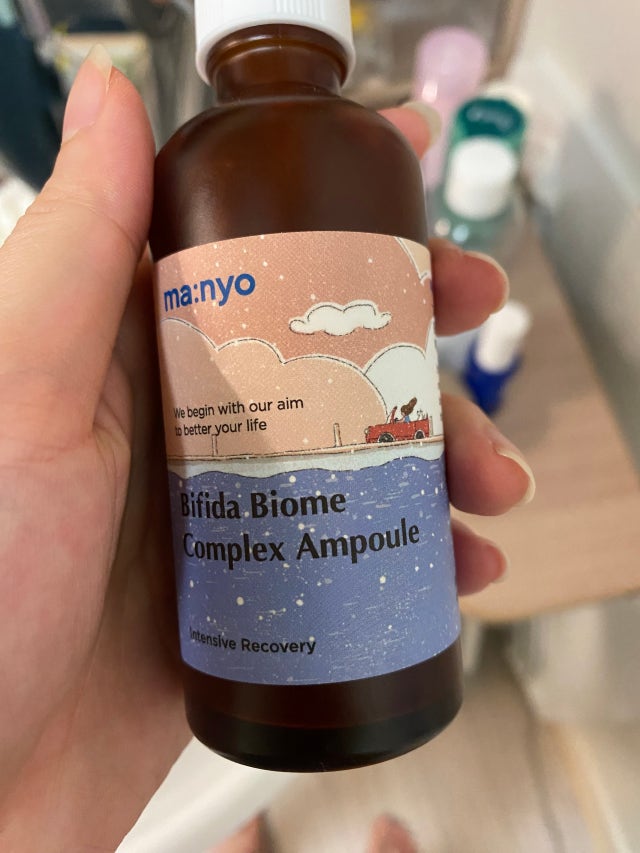 ma:nyo
We begin with our aim
to better your life
Bifida Biome
Complex Ampoule
Intensive Recovery